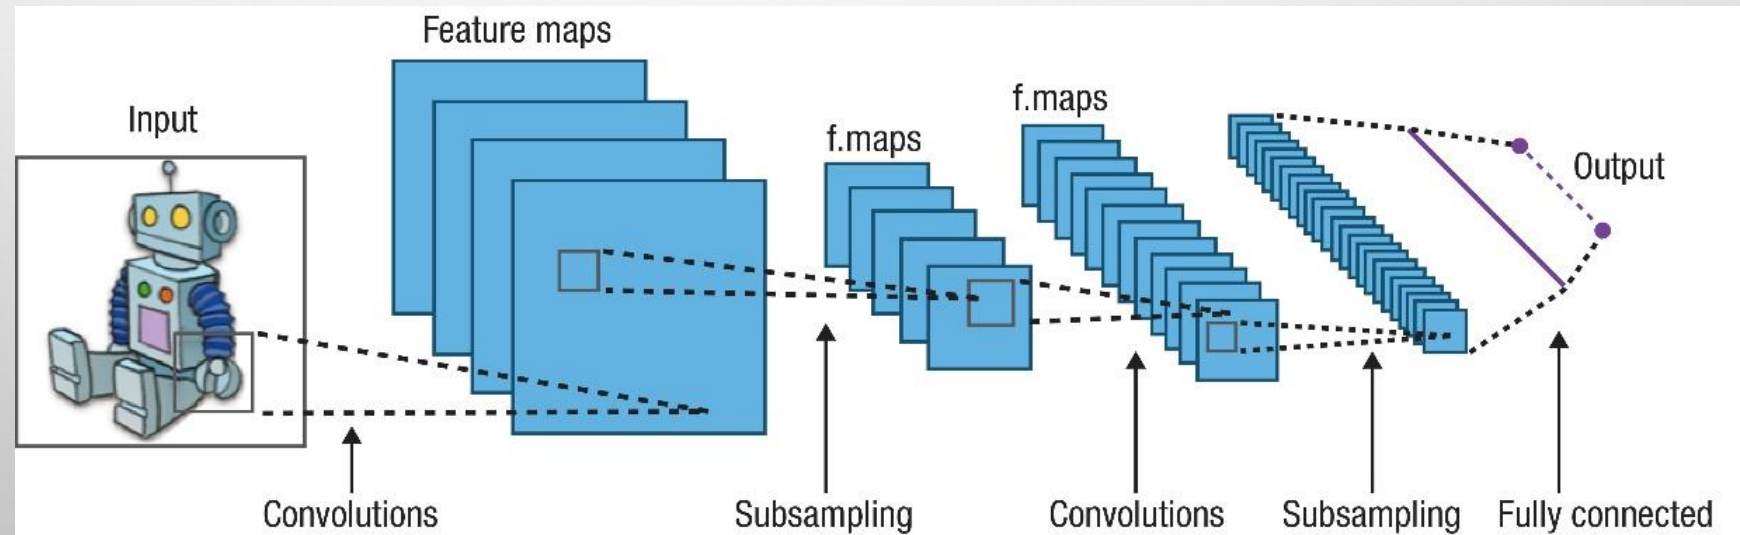 Feature maps
Input
f.maps
f.maps
Output
Convolutions
Subsampling
Convolutions
Subsampling
Fully connected